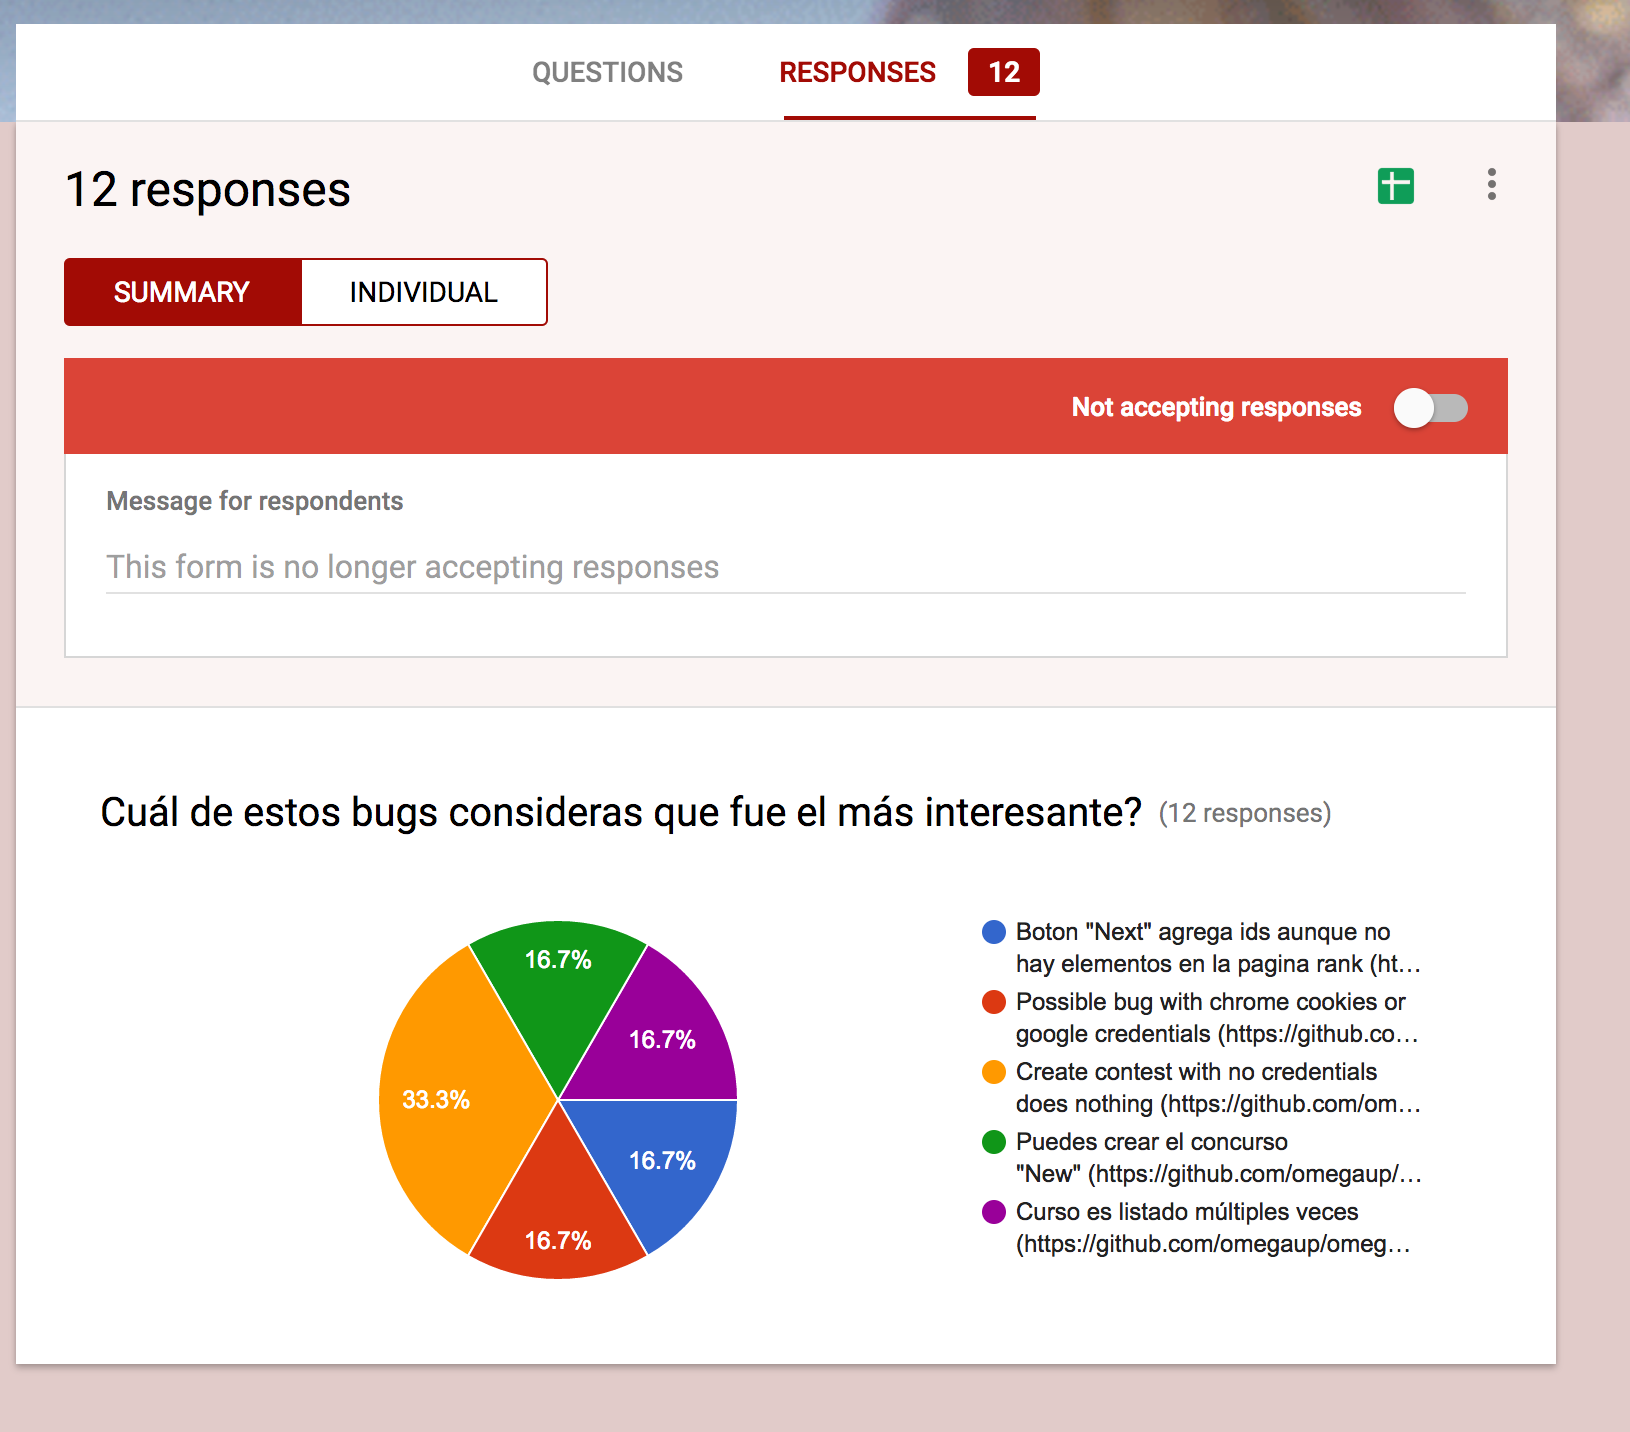 QUESTIONS RESPONSES 12
12 responses
SUMMARY INDIVIDUAL
Not accepting responses
Message for respondents
This form is no longer accepting responses
Cuál de estos bugs consideras que fue el más interesante? (12 responses)
16.7%
16.7%
33.3%
16.7%
16.7%
Boton "Next" agrega ids aunque no
hay elementos en la pagina rank (ht...
Possible bug with chrome cookies or
google credentials (https://github.co...
Create contest with no credentials
does nothing (https://github.com/om...
Puedes crear el concurso
"New" (https://github.com/omegaup/...
Curso es listado múltiples veces
(https://github.com/omegaup/omeg...